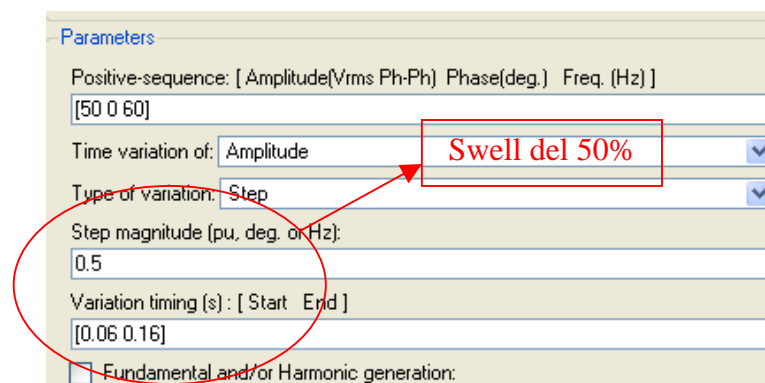 Parameters
Positive-sequence: [ Amplitude(Vrms Ph-Ph) Phase(deg.) Freq. (Hz) ]
[50 0 60]
Time variation of: Amplitude
Swell del 50%
Type of variation: Step
Step magnitude (pu, deg. or Hz):
0.5
Variation timing (s) : [ Start End ]
[0.06 0.16]
Fundamental and/or Harmonic generation: